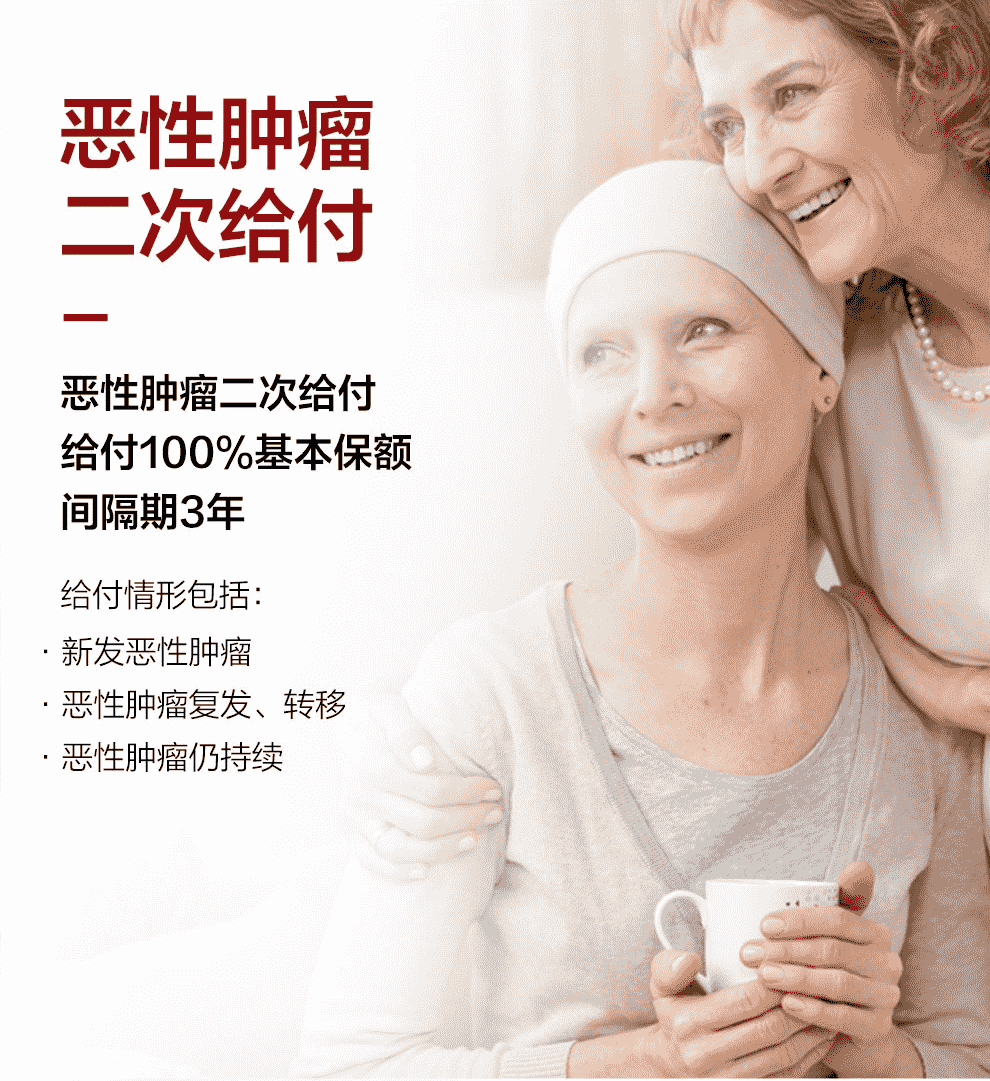 恶性肿瘤
二次给付
恶性肿瘤二次给付
给付100%基本保额
间隔期3年
给付情形包括：
· 新发恶性肿瘤
· 恶性肿瘤复发、转移
· 恶性肿瘤仍持续